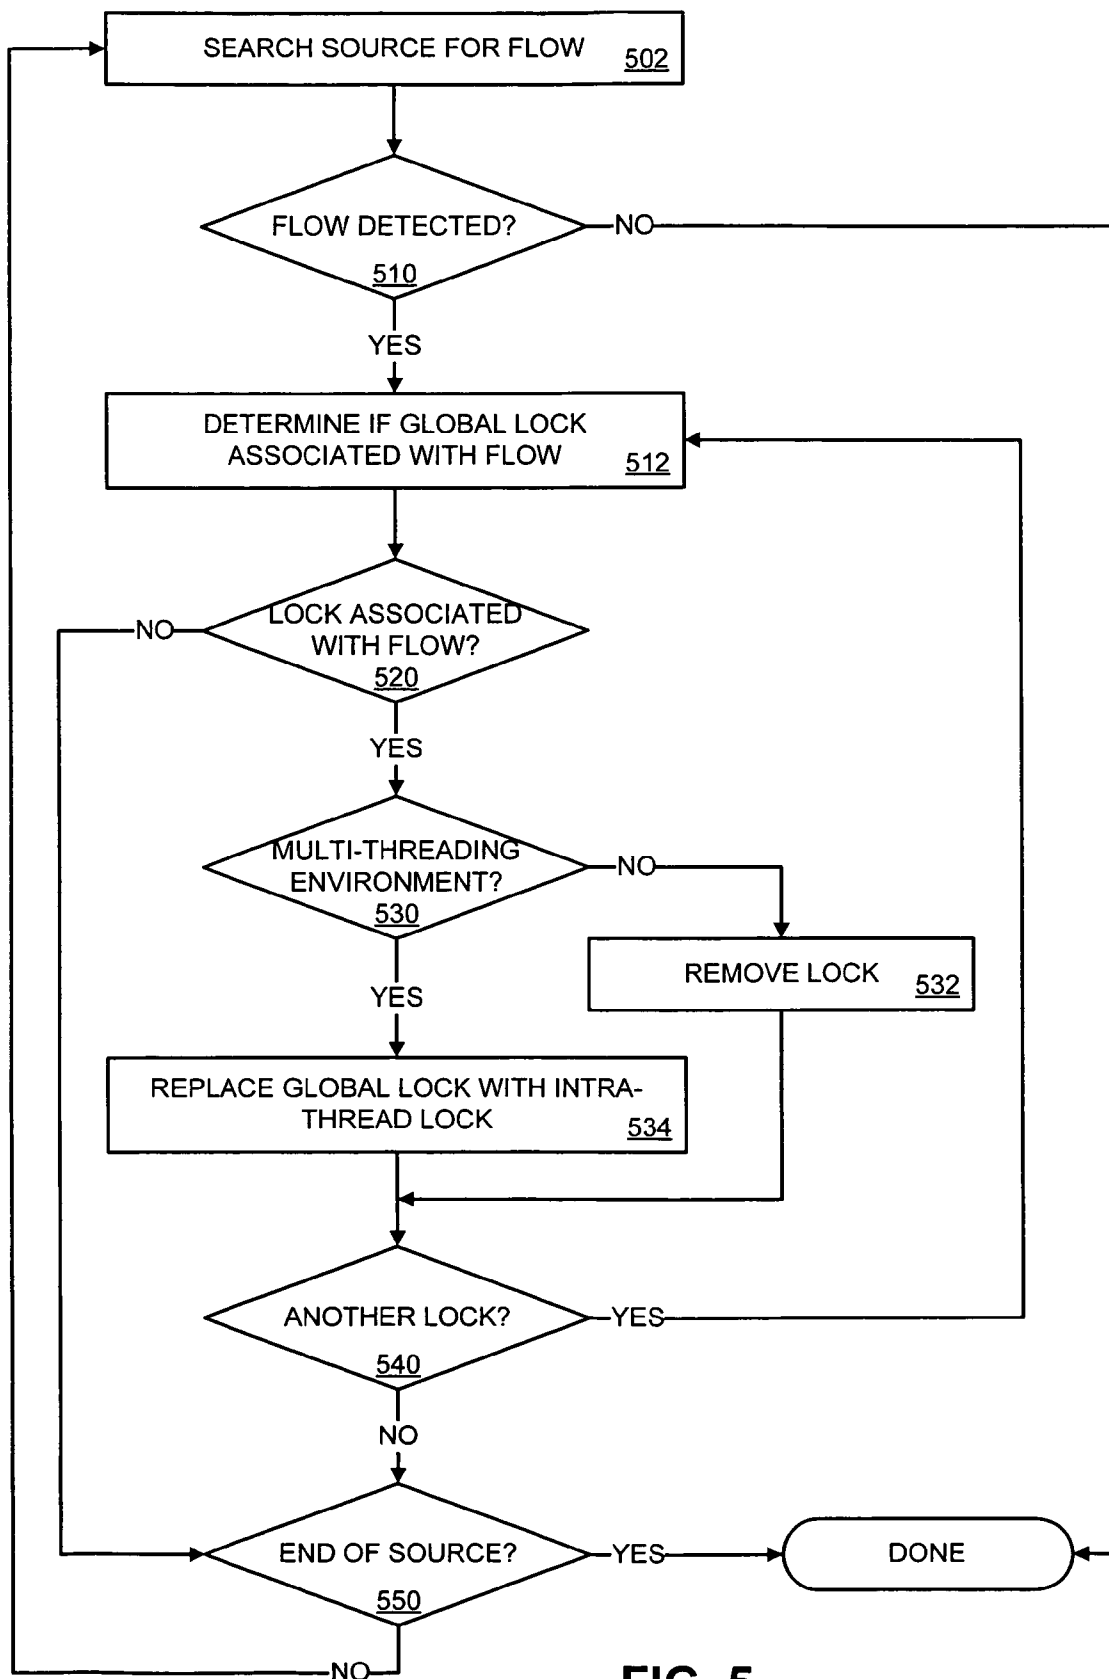 SEARCH SOURCE FOR FLOW
502
FLOW DETECTED?
510
NO
YES
DETERMINE IF GLOBAL LOCK
ASSOCIATED WITH FLOW
512
LOCK ASSOCIATED
WITH FLOW?
520
NO
YES
MULTI-THREADING
ENVIRONMENT?
530
NO
REMOVE LOCK
532
YES
REPLACE GLOBAL LOCK WITH INTRA-
THREAD LOCK
534
ANOTHER LOCK?
540
YES
NO
END OF SOURCE?
550
YES
DONE
NO
FIG. 5